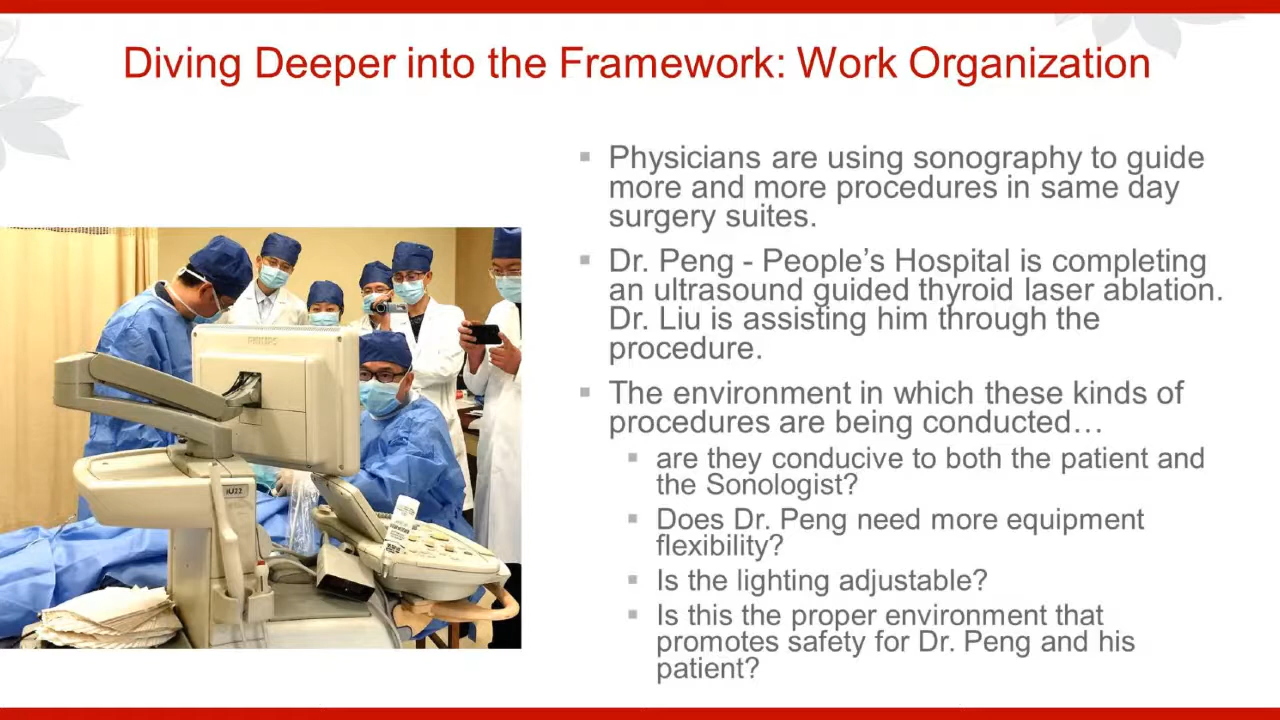 Diving Deeper into the Framework: Work Organization
Physicians are using sonography to guide
more and more procedures in same day
surgery suites.
Dr. Peng - People's Hospital is completing
an ultrasound guided thyroid laser ablation.
Dr. Liu is assisting him through the
procedure.
The environment in which these kinds of
procedures are being conducted…
are they conducive to both the patient and
the Sonologist?
Does Dr. Peng need more equipment
flexibility?
Is the lighting adjustable?
Is this the proper environment that
promotes safety for Dr. Peng and his
patient?
PHILIPS
iU22